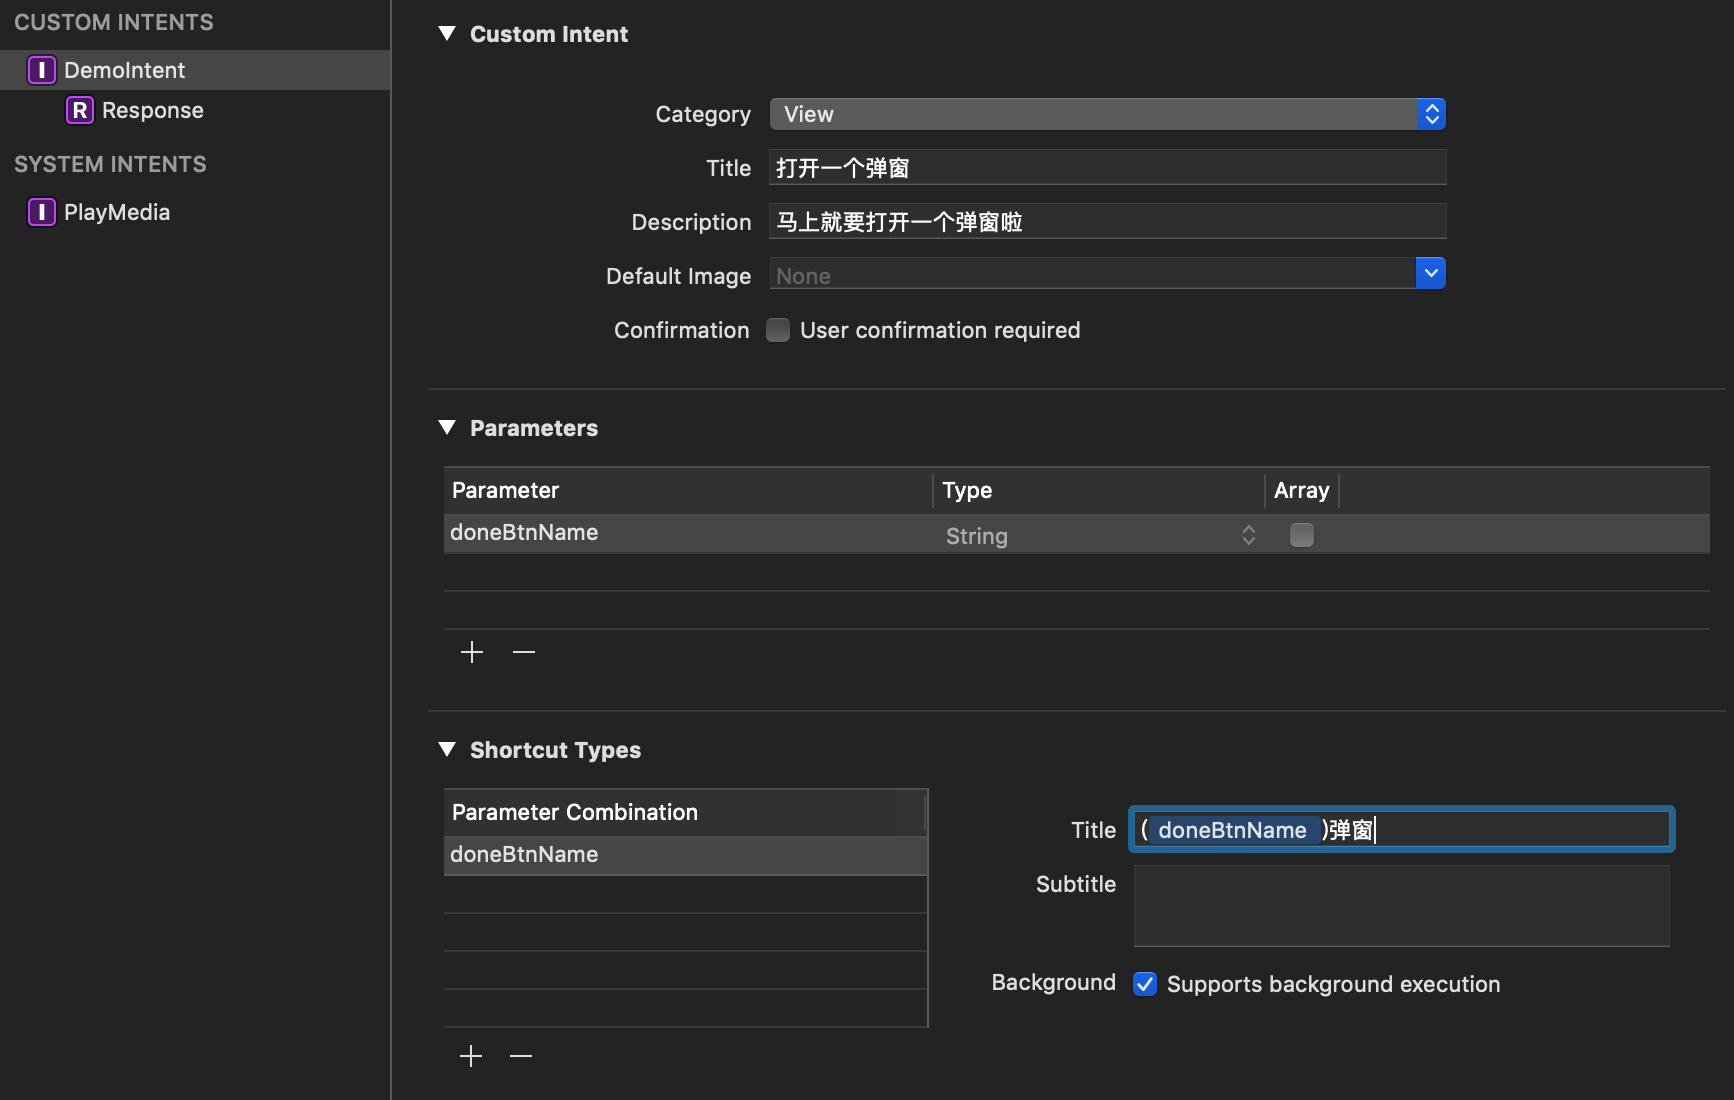 CUSTOM INTENTS
I DemoIntent
R Response
SYSTEM INTENTS
I PlayMedia
Custom Intent
Category View
Title 打开一个弹窗
Description 马上就要打开一个弹窗啦
Default Image None
Confirmation User confirmation required
Parameters
Parameter Type Array
doneBtnName String
Shortcut Types
Parameter Combination
doneBtnName
Title (doneBtnName)弹窗
Subtitle
Background Supports background execution